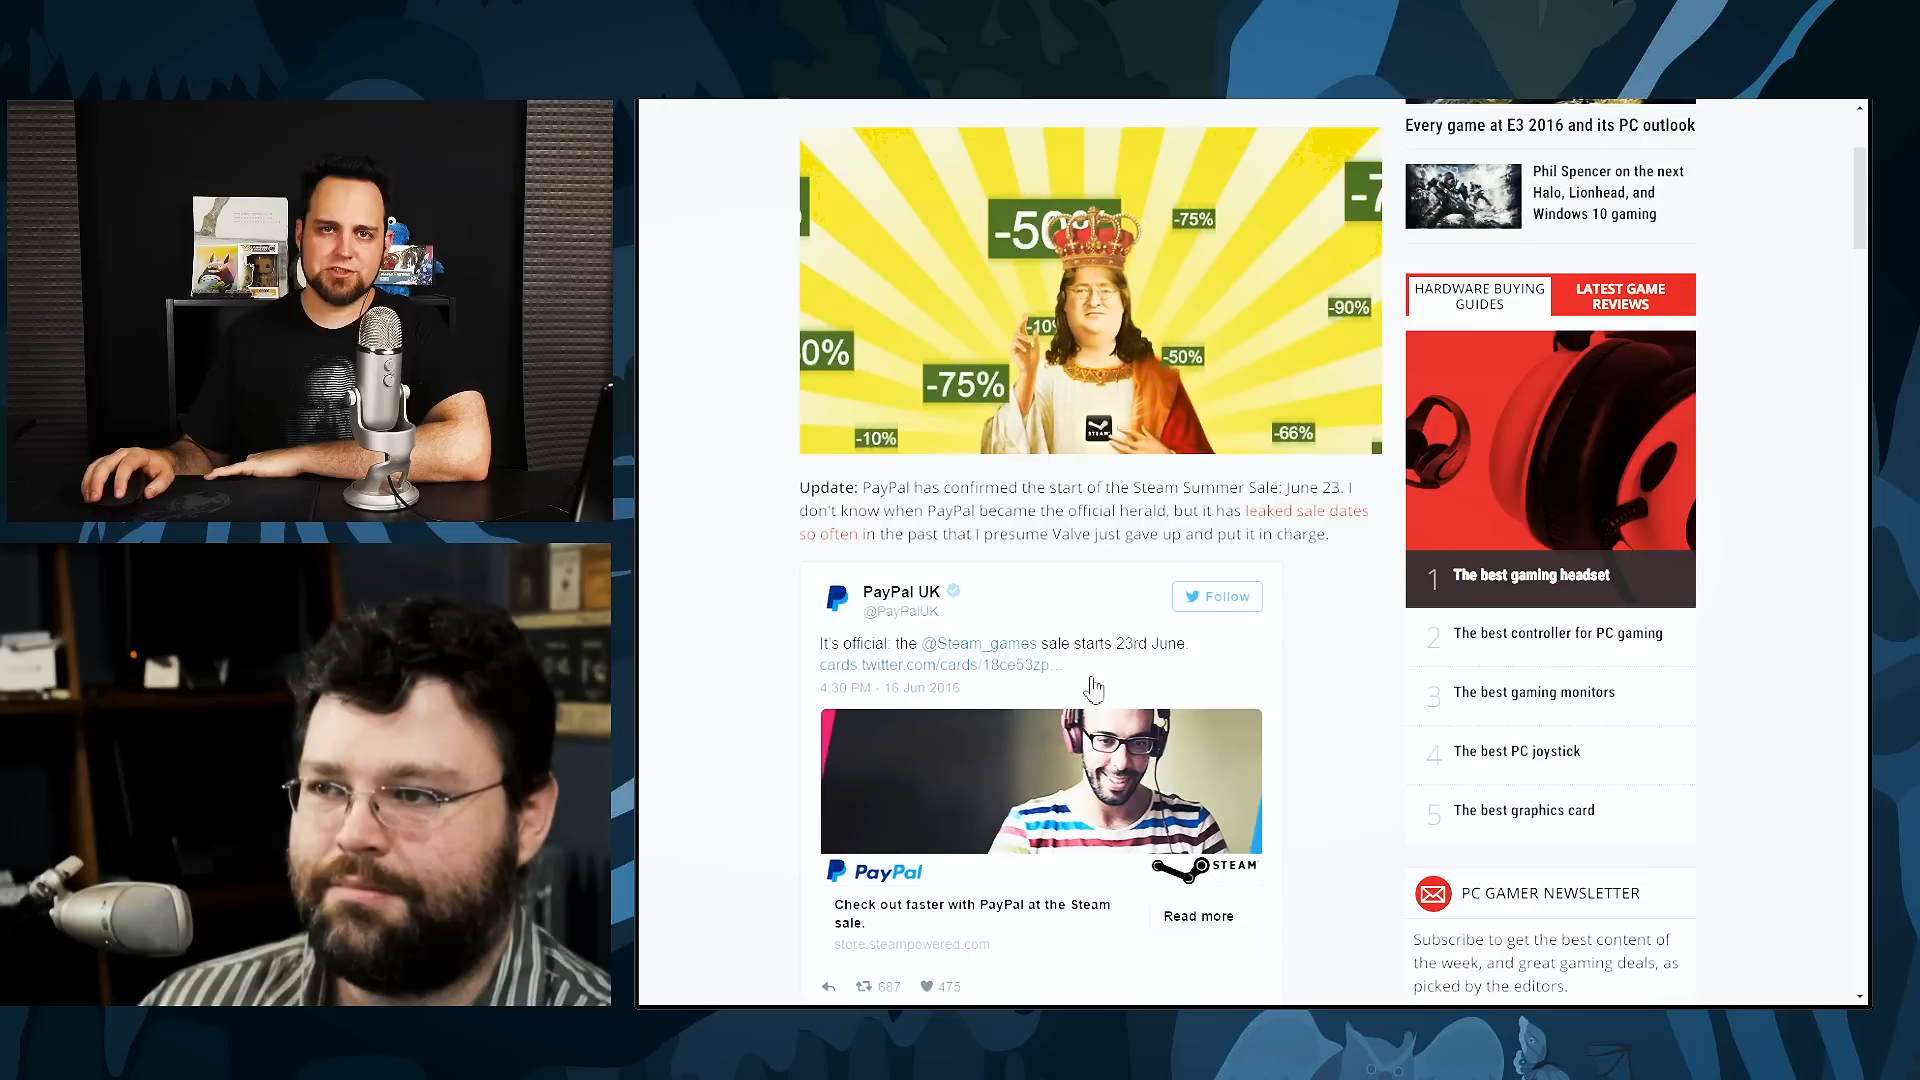 -50
-75%
-7
-90%
-10%
0%
-50%
-75%
-10%
-66%
STEAM
Update: PayPal has confirmed the start of the Steam Summer Sale: June 23. I
don't know when PayPal became the official herald, but it has leaked sale dates
so often in the past that I presume Valve just gave up and put it in charge.
PayPal UK
@PayPalUK
Follow
It's official: the @Steam_games sale starts 23rd June.
cards.twitter.com/cards/18ce53zp...
4:30 PM - 16 Jun 2016
PayPal
STEAM
Check out faster with PayPal at the Steam
sale.
store.steampowered.com
Read more
687
475
Every game at E3 2016 and its PC outlook
Phil Spencer on the next
Halo, Lionhead, and
Windows 10 gaming
HARDWARE BUYING
GUIDES
LATEST GAME
REVIEWS
1 The best gaming headset
2 The best controller for PC gaming
3 The best gaming monitors
4 The best PC joystick
5 The best graphics card
PC GAMER NEWSLETTER
Subscribe to get the best content of
the week, and great gaming deals, as
picked by the editors.